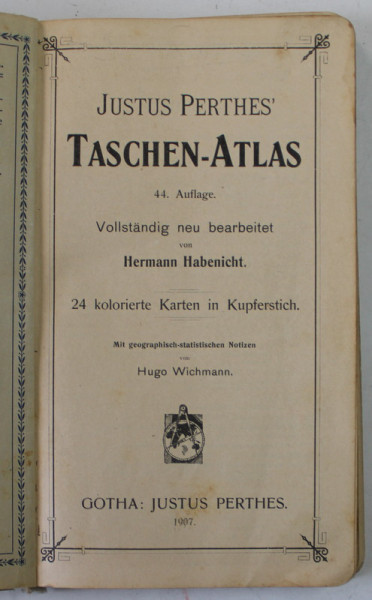 JUSTUS PERTHES'
TASCHEN-ATLAS
44. Auflage.
Vollständig neu bearbeitet
von
Hermann Habenicht.
24 kolorierte Karten in Kupferstich.
Mit geographisch-statistischen Notizen
von
Hugo Wichmann.
GOTHA: JUSTUS PERTHES.
1907.